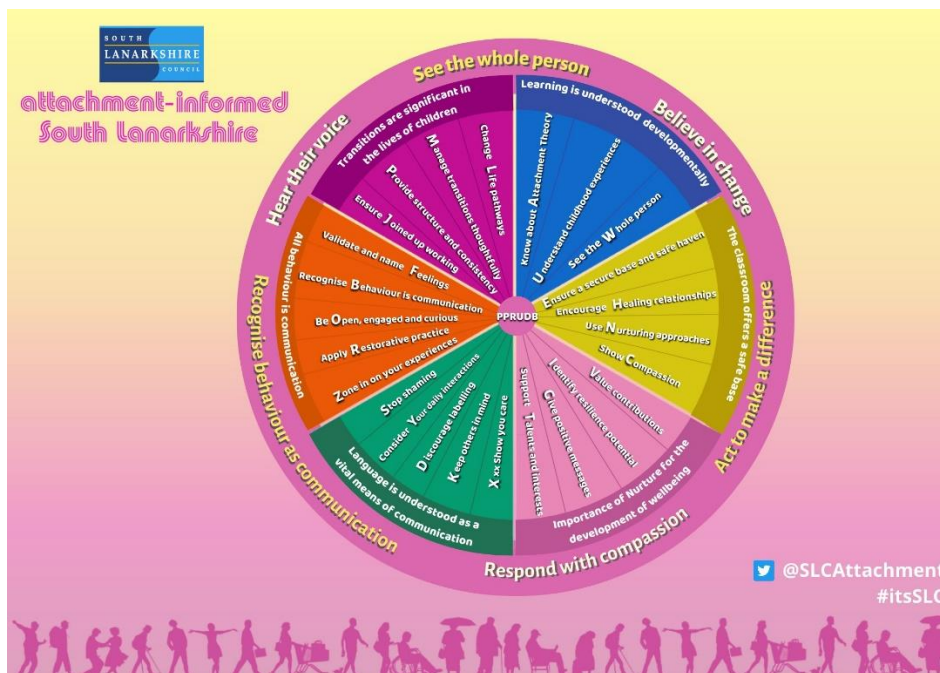 SOUTH
LANARKSHIRE
COUNCIL
attachment-informed
South Lanarkshire
See the whole person
Believe in change
Act to make a difference
Respond with compassion
Recognise behaviour as communication
Hear their voice
Learning is understood developmentally
Know about Attachment Theory
Understand childhood experiences
See the Whole person
The classroom offers a safe base
Ensure a secure base and safe haven
Encourage Healing relationships
Use Nurturing approaches
Show Compassion
Importance of Nurture for the
development of wellbeing
Value contributions
Identify resilience potential
Give positive messages
Support Talents and interests
Language is understood as a
vital means of communication
Stop shaming
Consider Your daily interactions
Discourage labelling
Keep others in mind
Xxx Show you care
All behaviour is communication
Validate and name Feelings
Recognise Behaviour is communication
Be Open, engaged and curious
Apply Restorative practice
Zone in on your experiences
Transitions are significant in
the lives of children
Ensure Joined up working
Provide structure and consistency
Manage transitions thoughtfully
Change Life pathways
PPRUDB
@SLCAttachment
#itsSLC